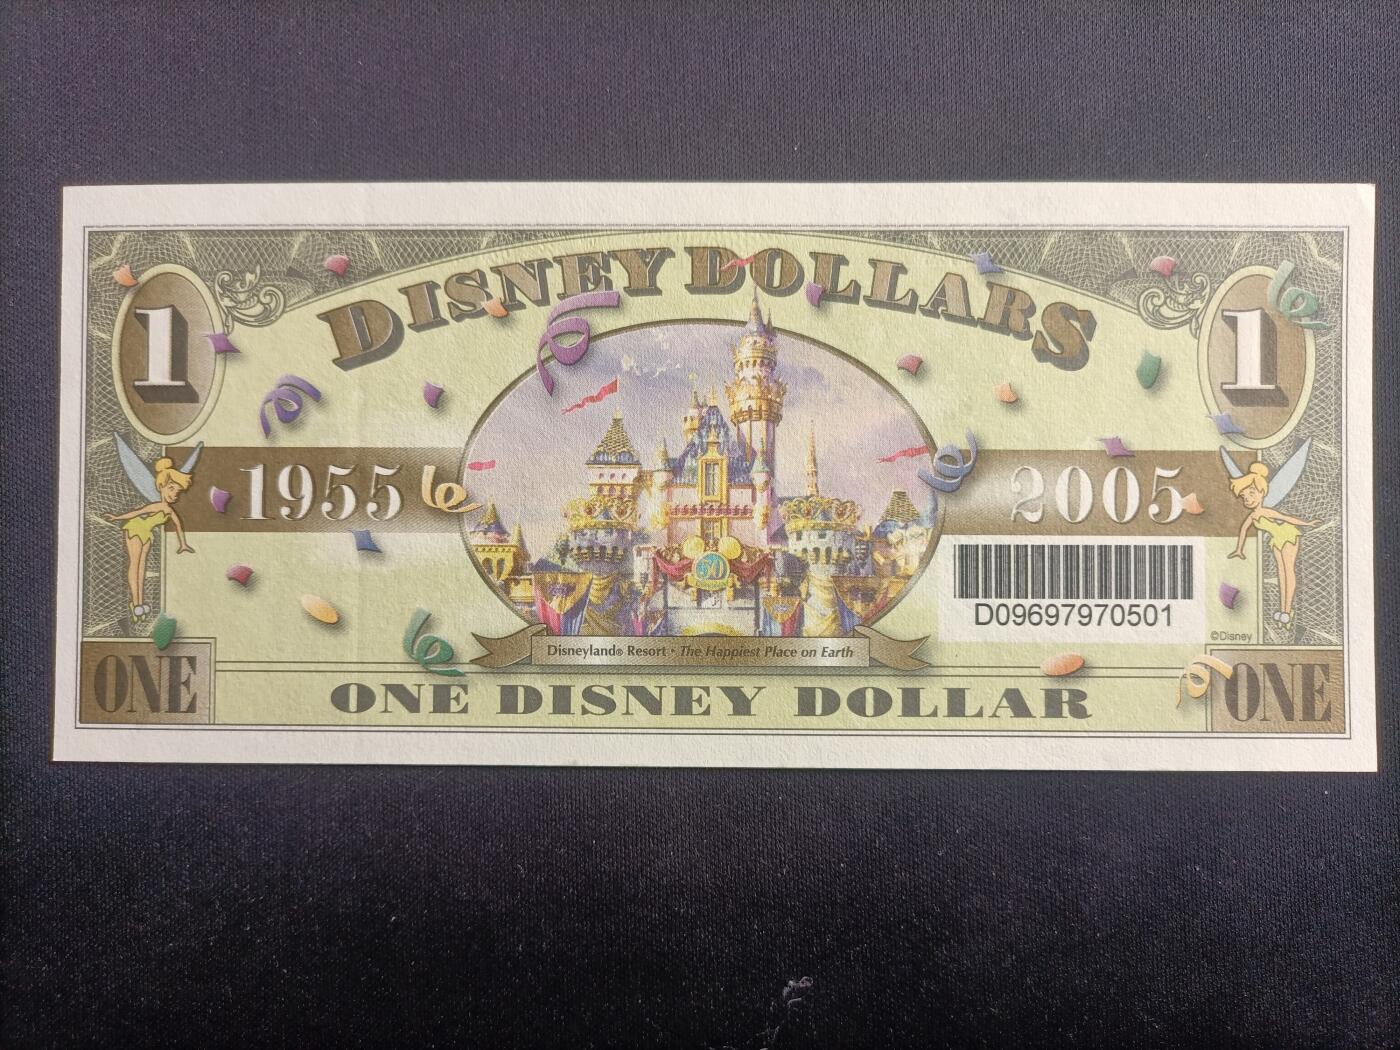 DISNEY DOLLARS
1
1
1955
2005
50
D09697970501
©Disney
Disneyland® Resort • The Happiest Place on Earth
ONE
ONE DISNEY DOLLAR
ONE